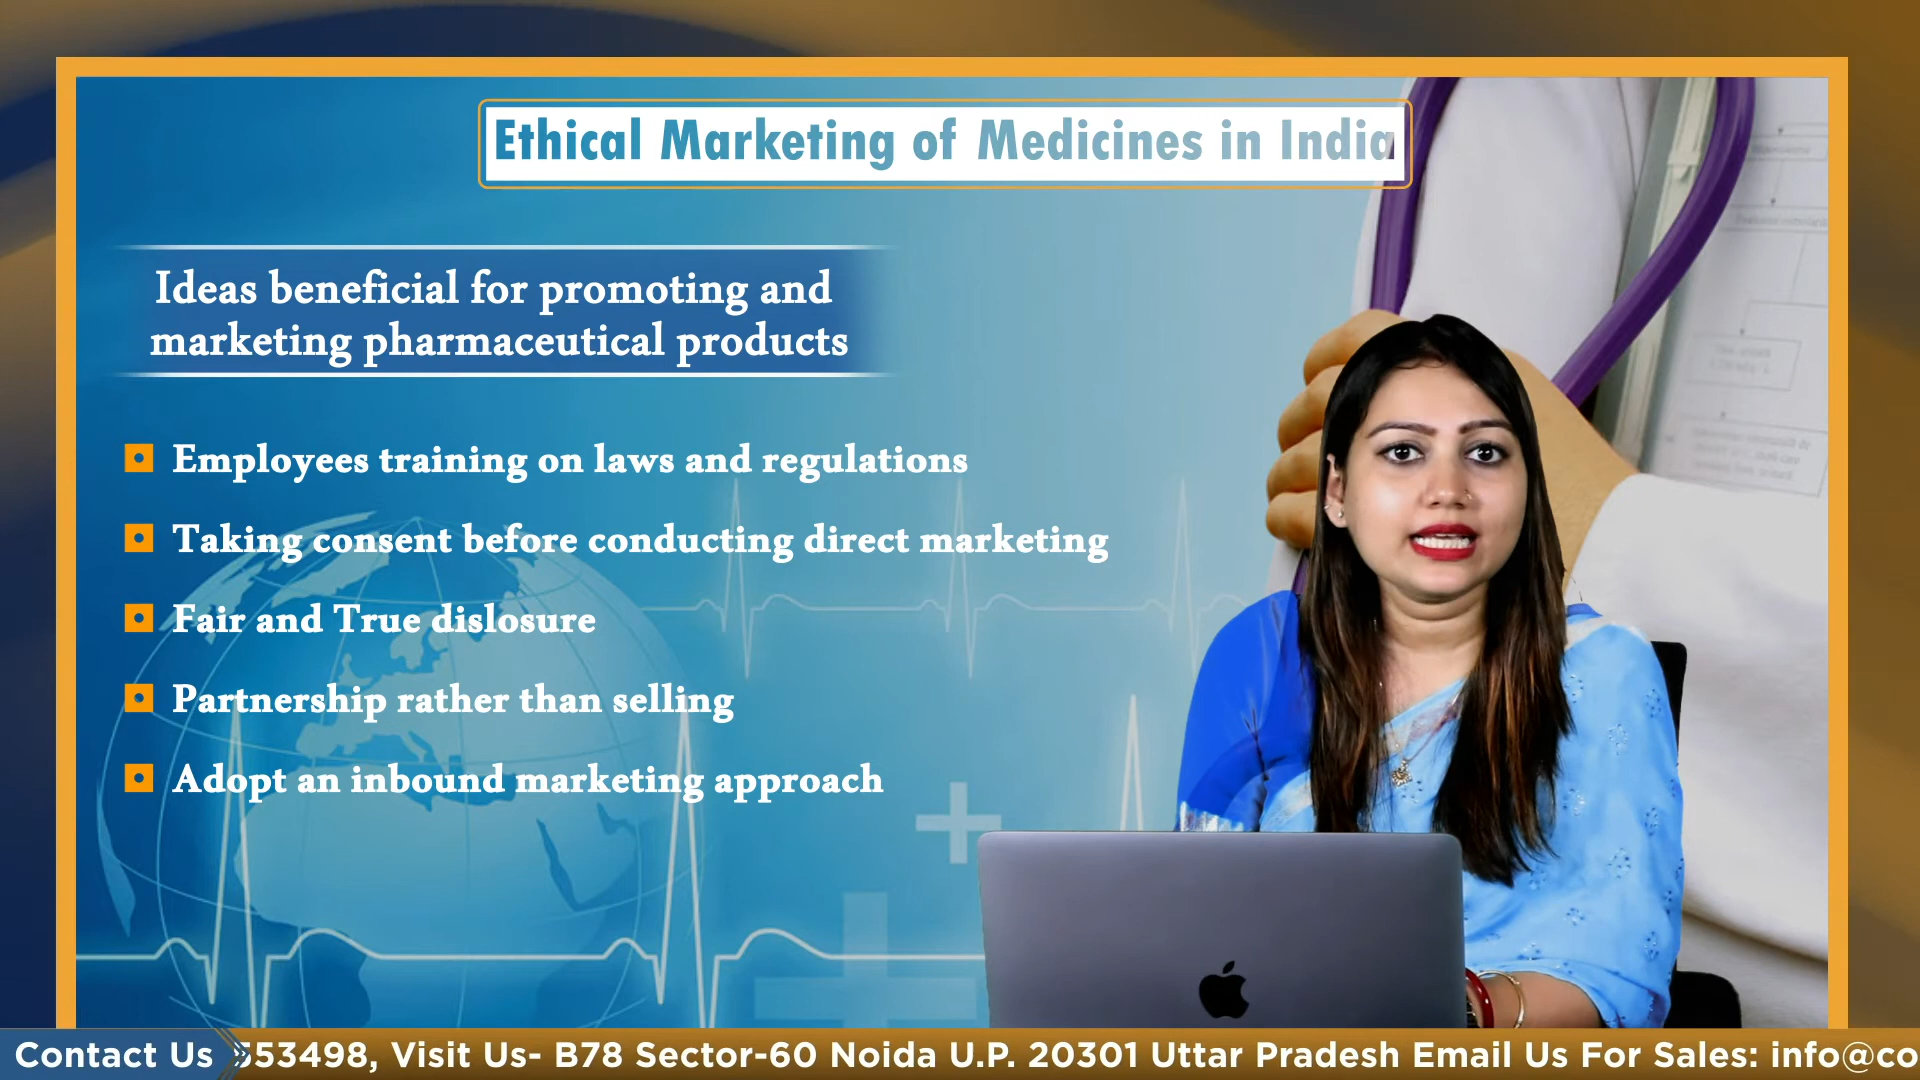 Ethical Marketing of Medicines in India
Ideas beneficial for promoting and
marketing pharmaceutical products
Employees training on laws and regulations
Taking consent before conducting direct marketing
Fair and True dislosure
Partnership rather than selling
Adopt an inbound marketing approach
Contact Us 553498, Visit Us- B78 Sector-60 Noida U.P. 20301 Uttar Pradesh Email Us For Sales: info@co